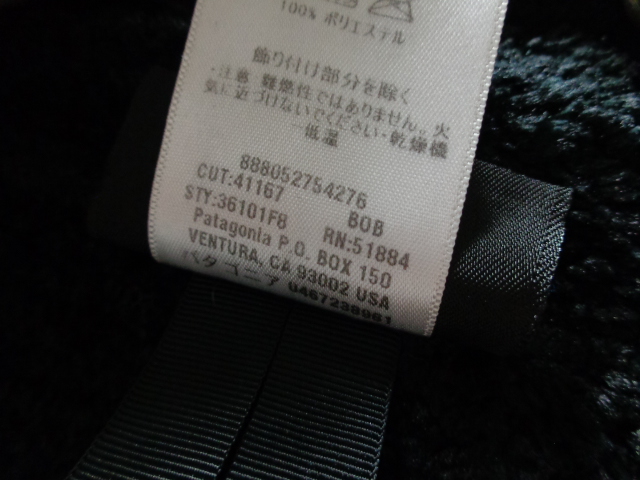 100% ポリエステル
飾り付け部分を除く
・注意: 難燃性ではありません。火
気に近づけないでください・乾燥機
ー低温
888052754276
CUT:41167 BOB
STY:36101F8 RN:51884
Patagonia P.O. BOX 150
VENTURA, CA 93002 USA
パタゴニア 0467238961